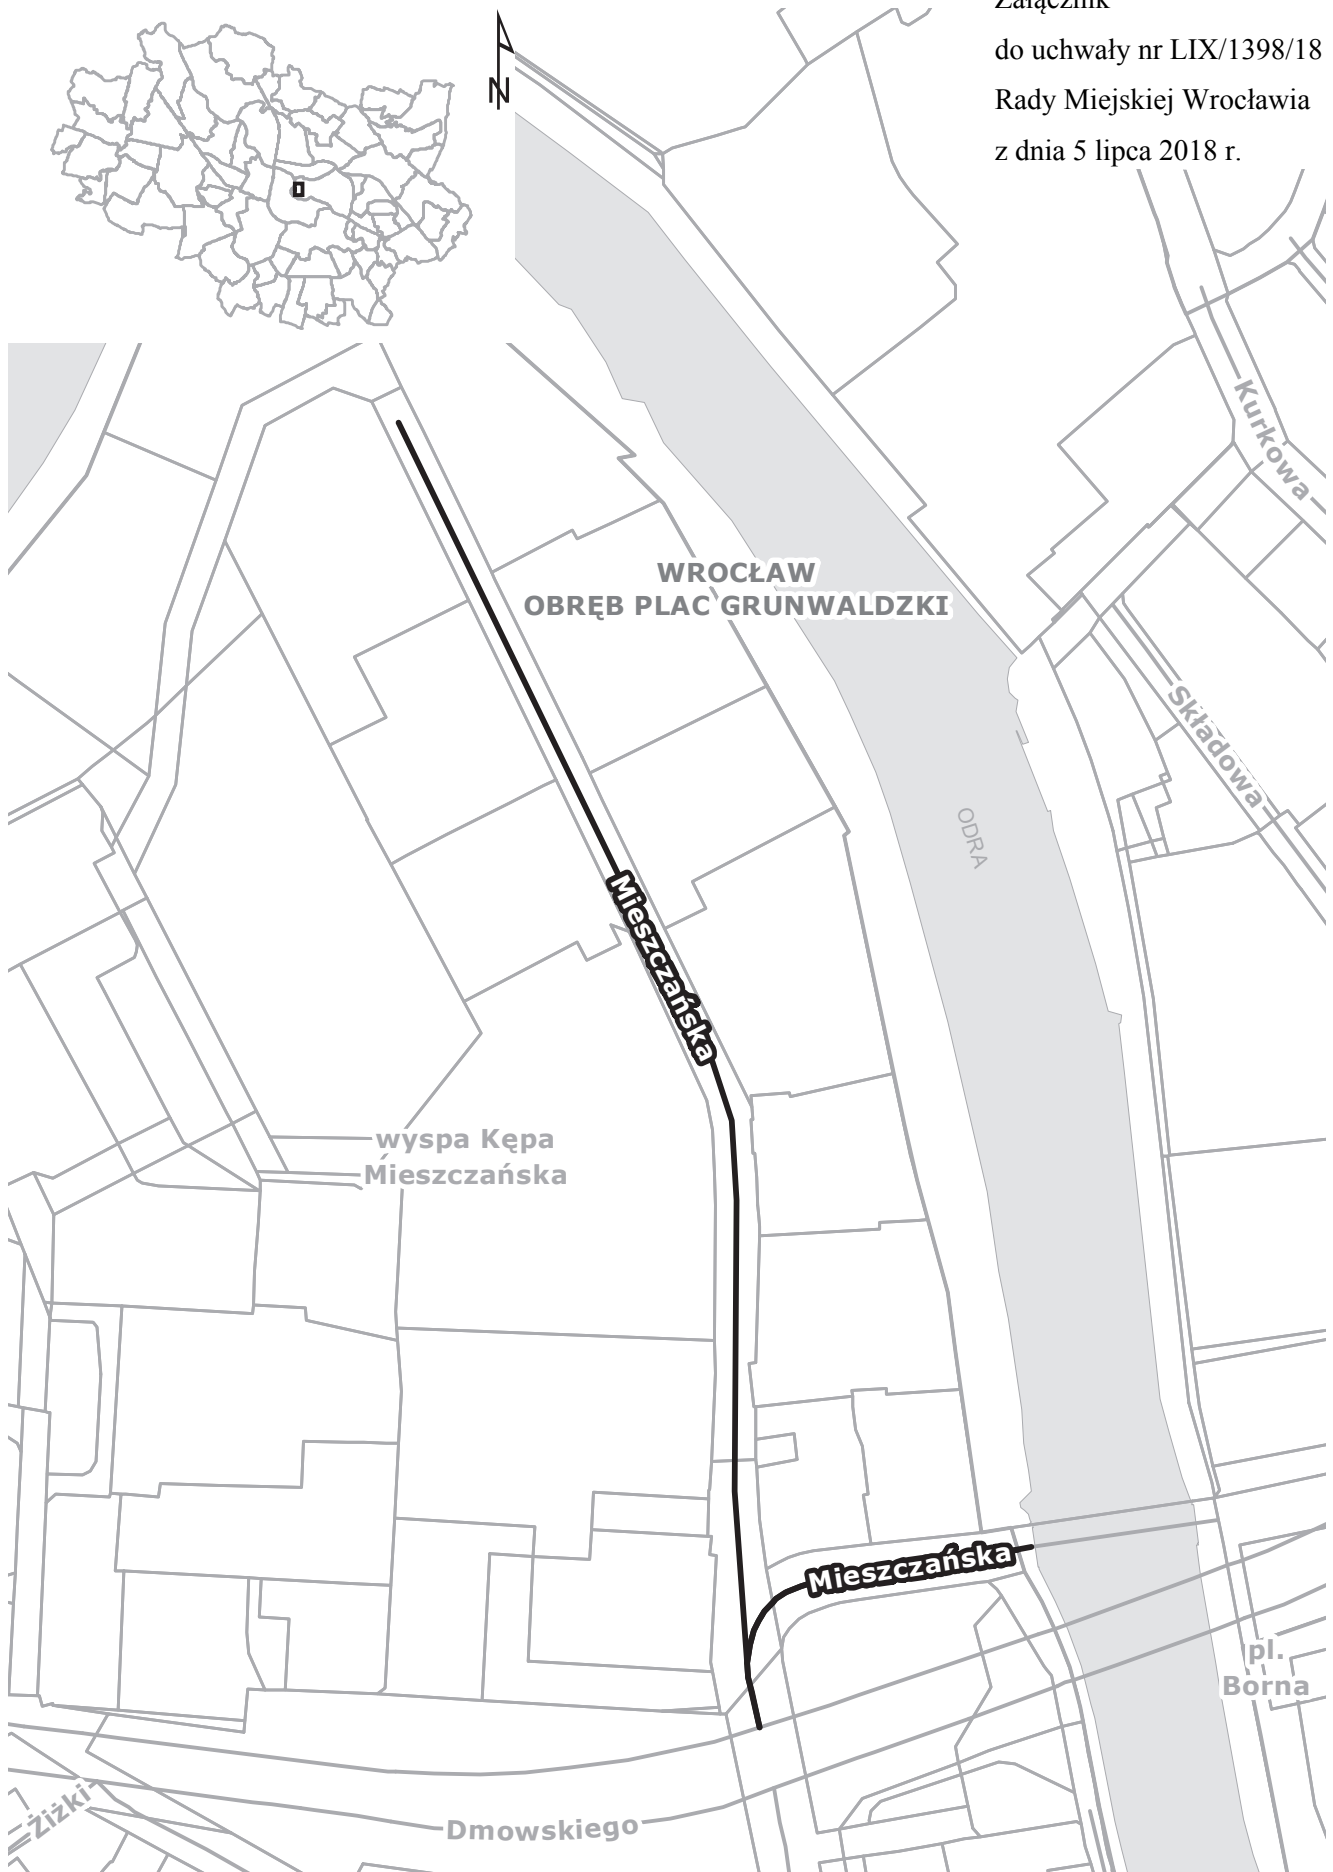 Załącznik
do uchwały nr LIX/1398/18
Rady Miejskiej Wrocławia
z dnia 5 lipca 2018 r.
N
Kurkowa
WROCŁAW
OBRĘB PLAC GRUNWALDZKI
Składowa
ODRA
Mieszczańska
wyspa Kępa
Mieszczańska
Mieszczańska
pl.
Borna
Żiżki
Dmowskiego